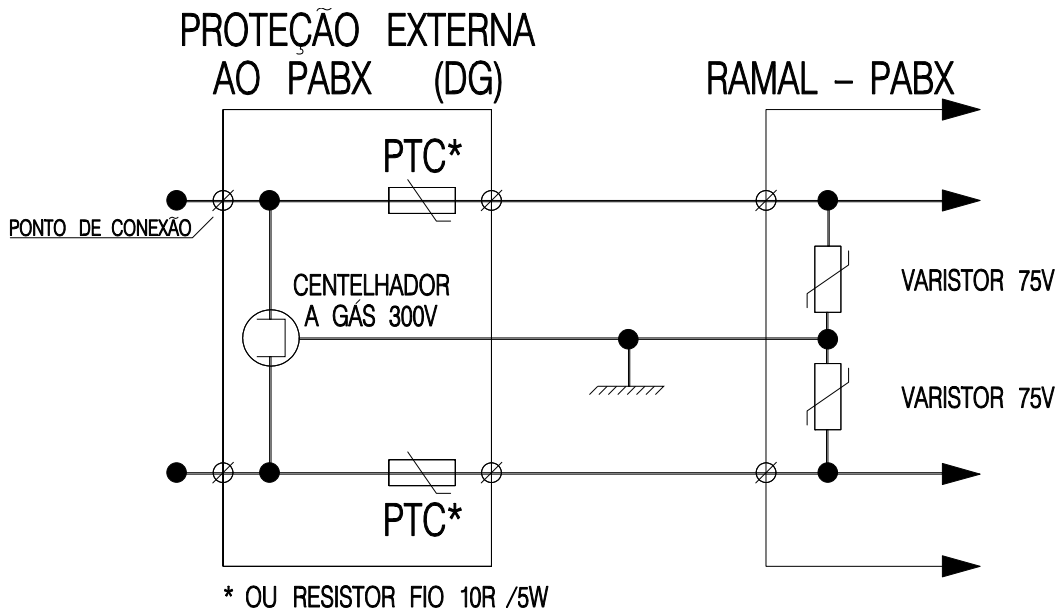 PROTEÇÃO EXTERNA
AO PABX (DG)
RAMAL – PABX
PTC*
PONTO DE CONEXÃO
CENTELHADOR
A GÁS 300V
VARISTOR 75V
VARISTOR 75V
PTC*
* OU RESISTOR FIO 10R /5W